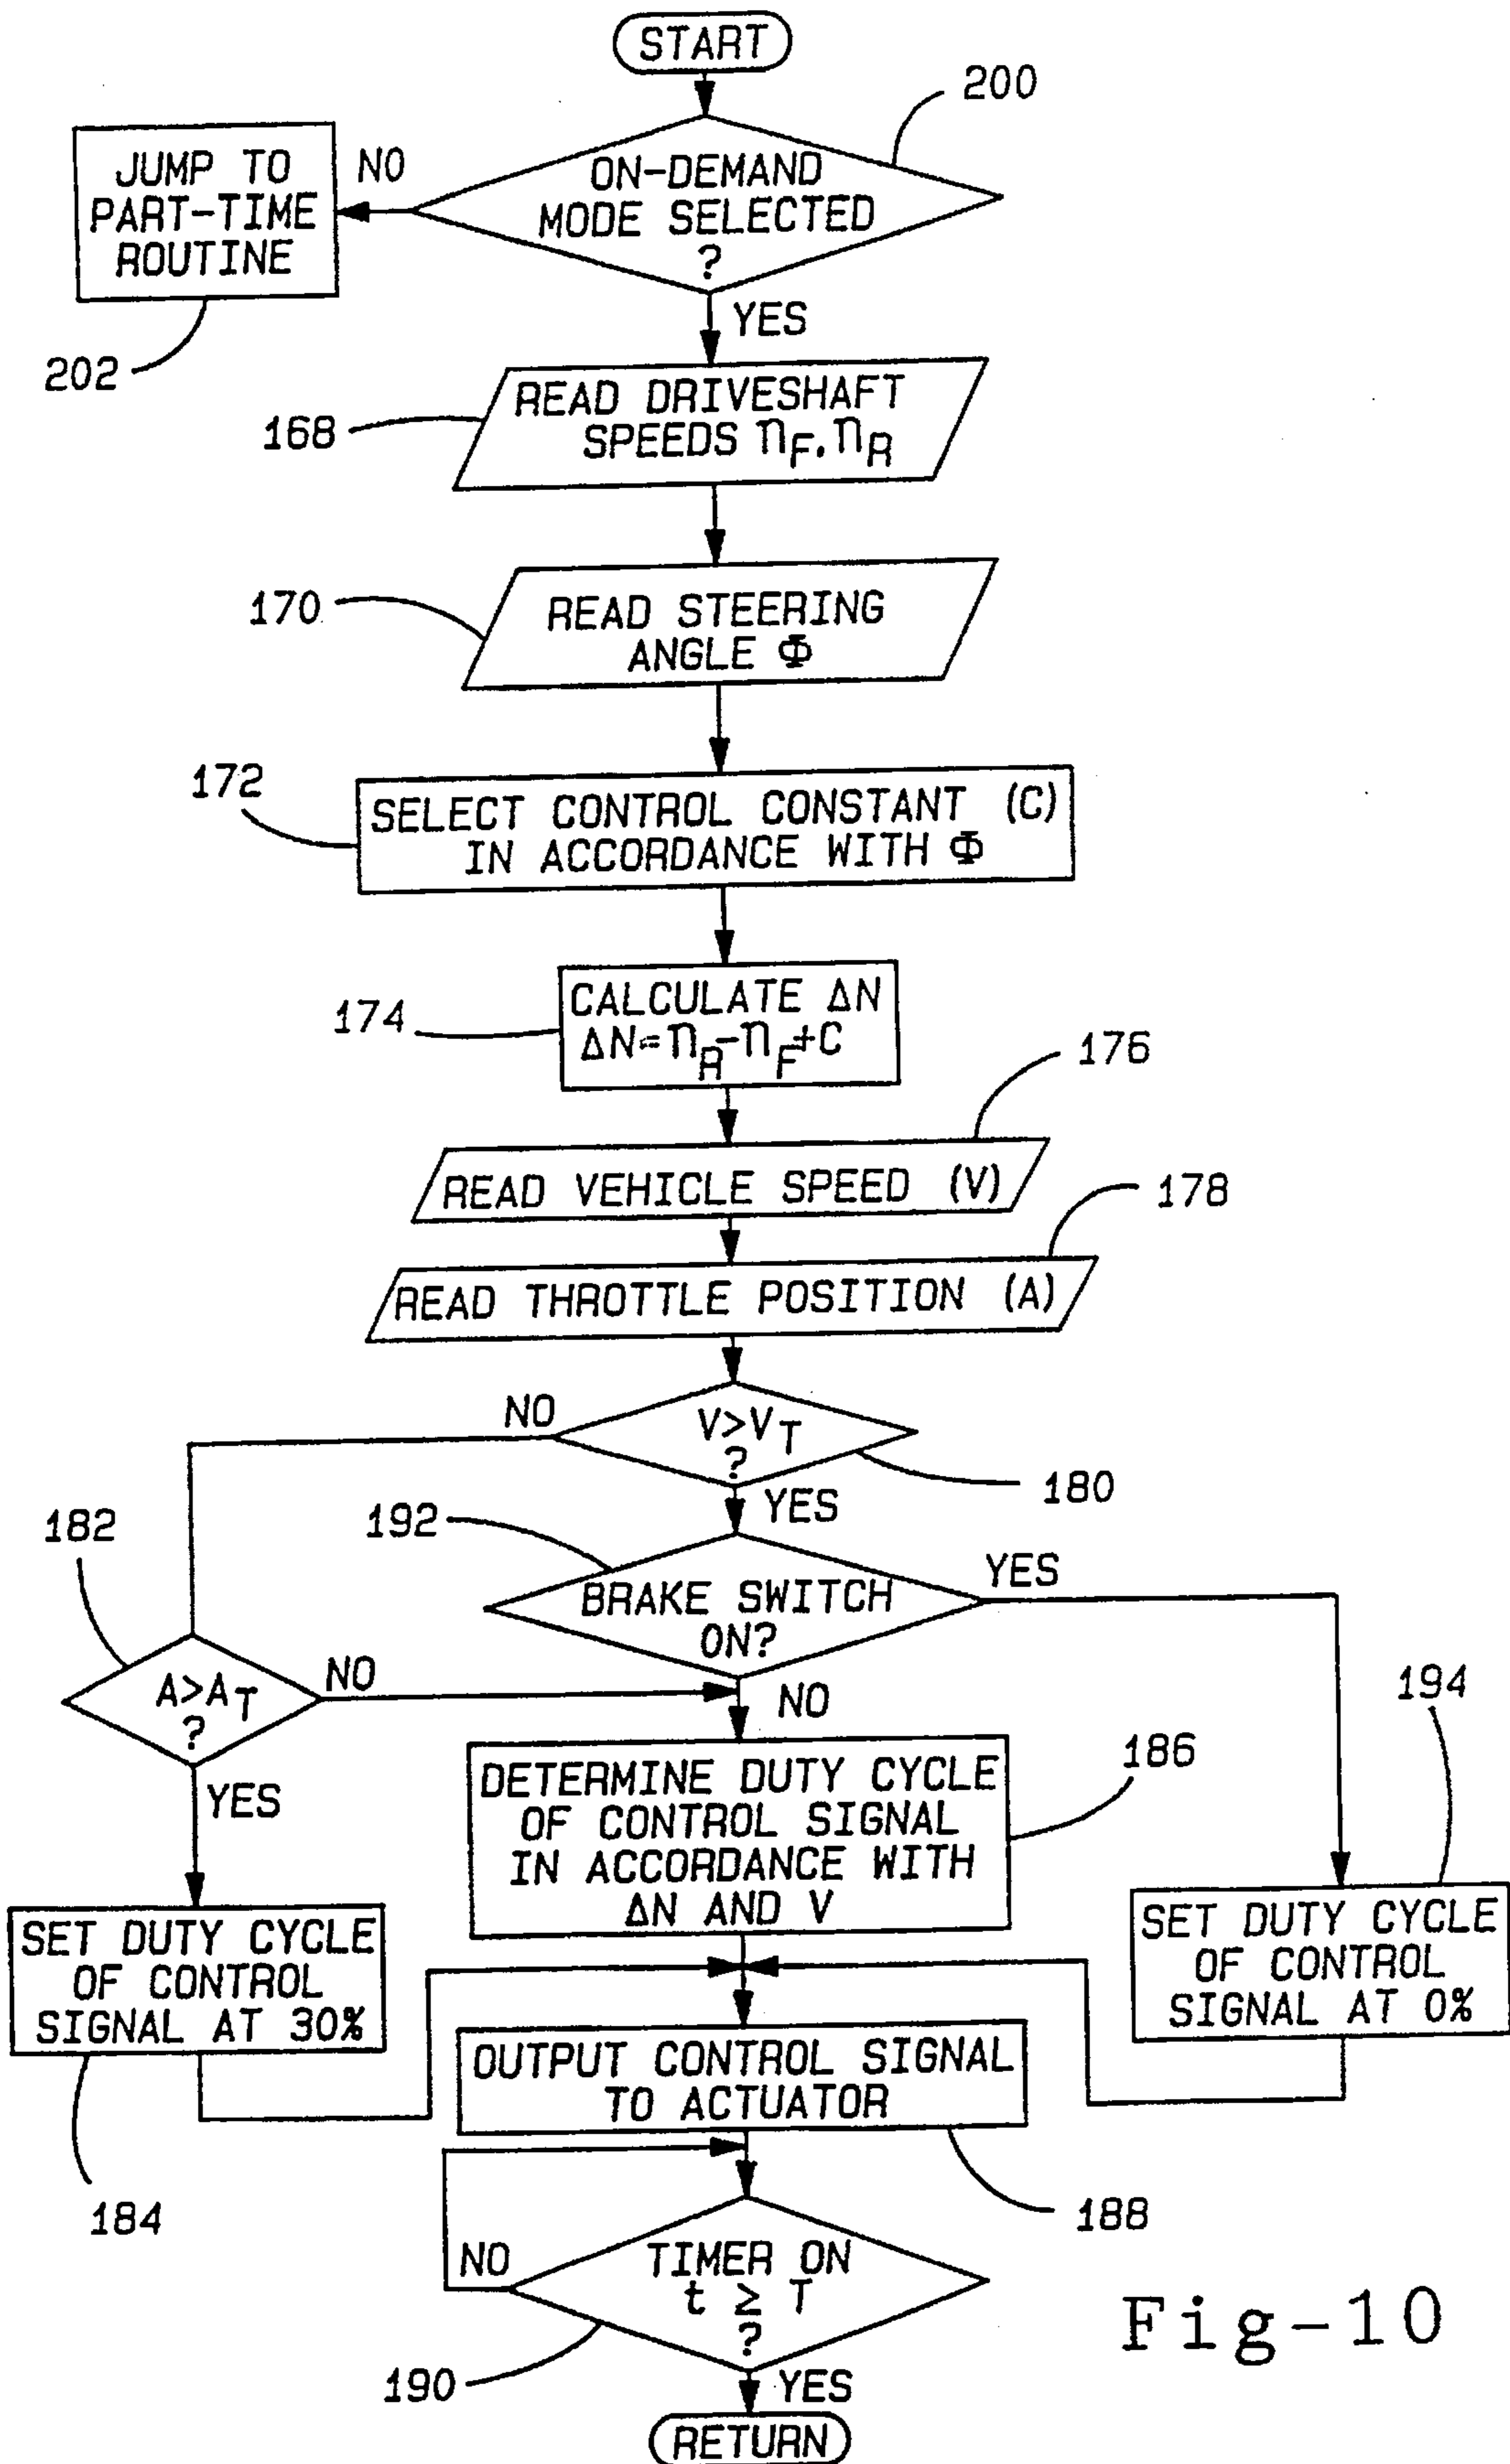 START
200
ON-DEMAND
MODE SELECTED
?
NO
JUMP TO
PART-TIME
ROUTINE
202
YES
READ DRIVESHAFT
SPEEDS nF, nR
168
READ STEERING
ANGLE Φ
170
172
SELECT CONTROL CONSTANT (C)
IN ACCORDANCE WITH Φ
CALCULATE ΔN
ΔN=nR-nF+C
174
176
READ VEHICLE SPEED (V)
178
READ THROTTLE POSITION (A)
NO
V>VT
?
180
YES
182
192
BRAKE SWITCH
ON?
YES
A>AT
?
NO
NO
194
YES
186
DETERMINE DUTY CYCLE
OF CONTROL SIGNAL
IN ACCORDANCE WITH
ΔN AND V
SET DUTY CYCLE
OF CONTROL
SIGNAL AT 30%
SET DUTY CYCLE
OF CONTROL
SIGNAL AT 0%
OUTPUT CONTROL SIGNAL
TO ACTUATOR
184
188
NO
TIMER ON
t ≥ T
?
190
YES
RETURN
Fig-10